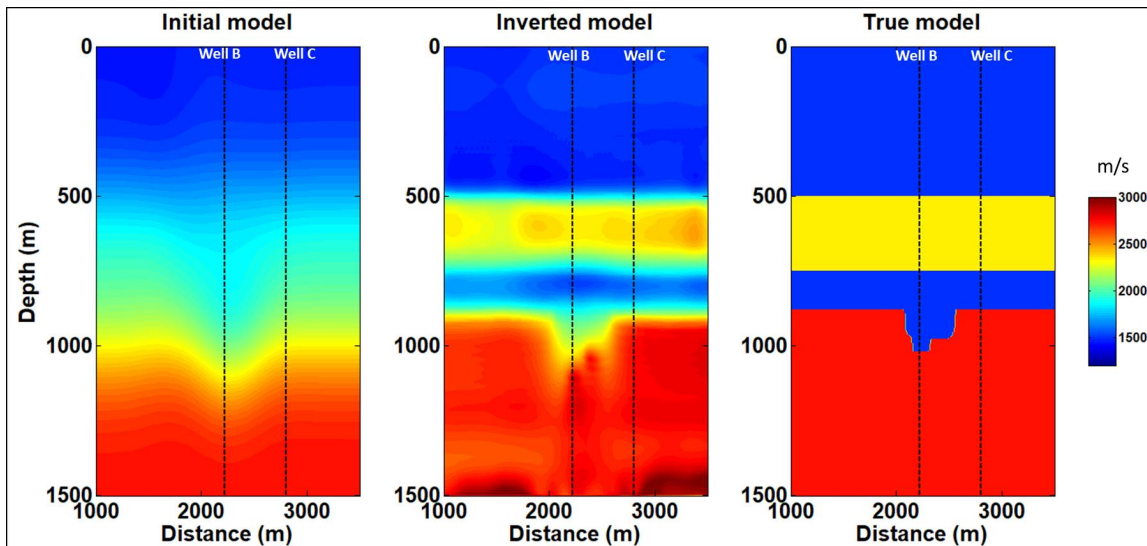 Initial model
Inverted model
True model
Well B
Well C
Well B
Well C
Well B
Well C
0
500
1000
1500
Depth (m)
1000
2000
3000
Distance (m)
0
500
1000
1500
1000
2000
3000
Distance (m)
0
500
1000
1500
1000
2000
3000
Distance (m)
m/s
3000
2500
2000
1500